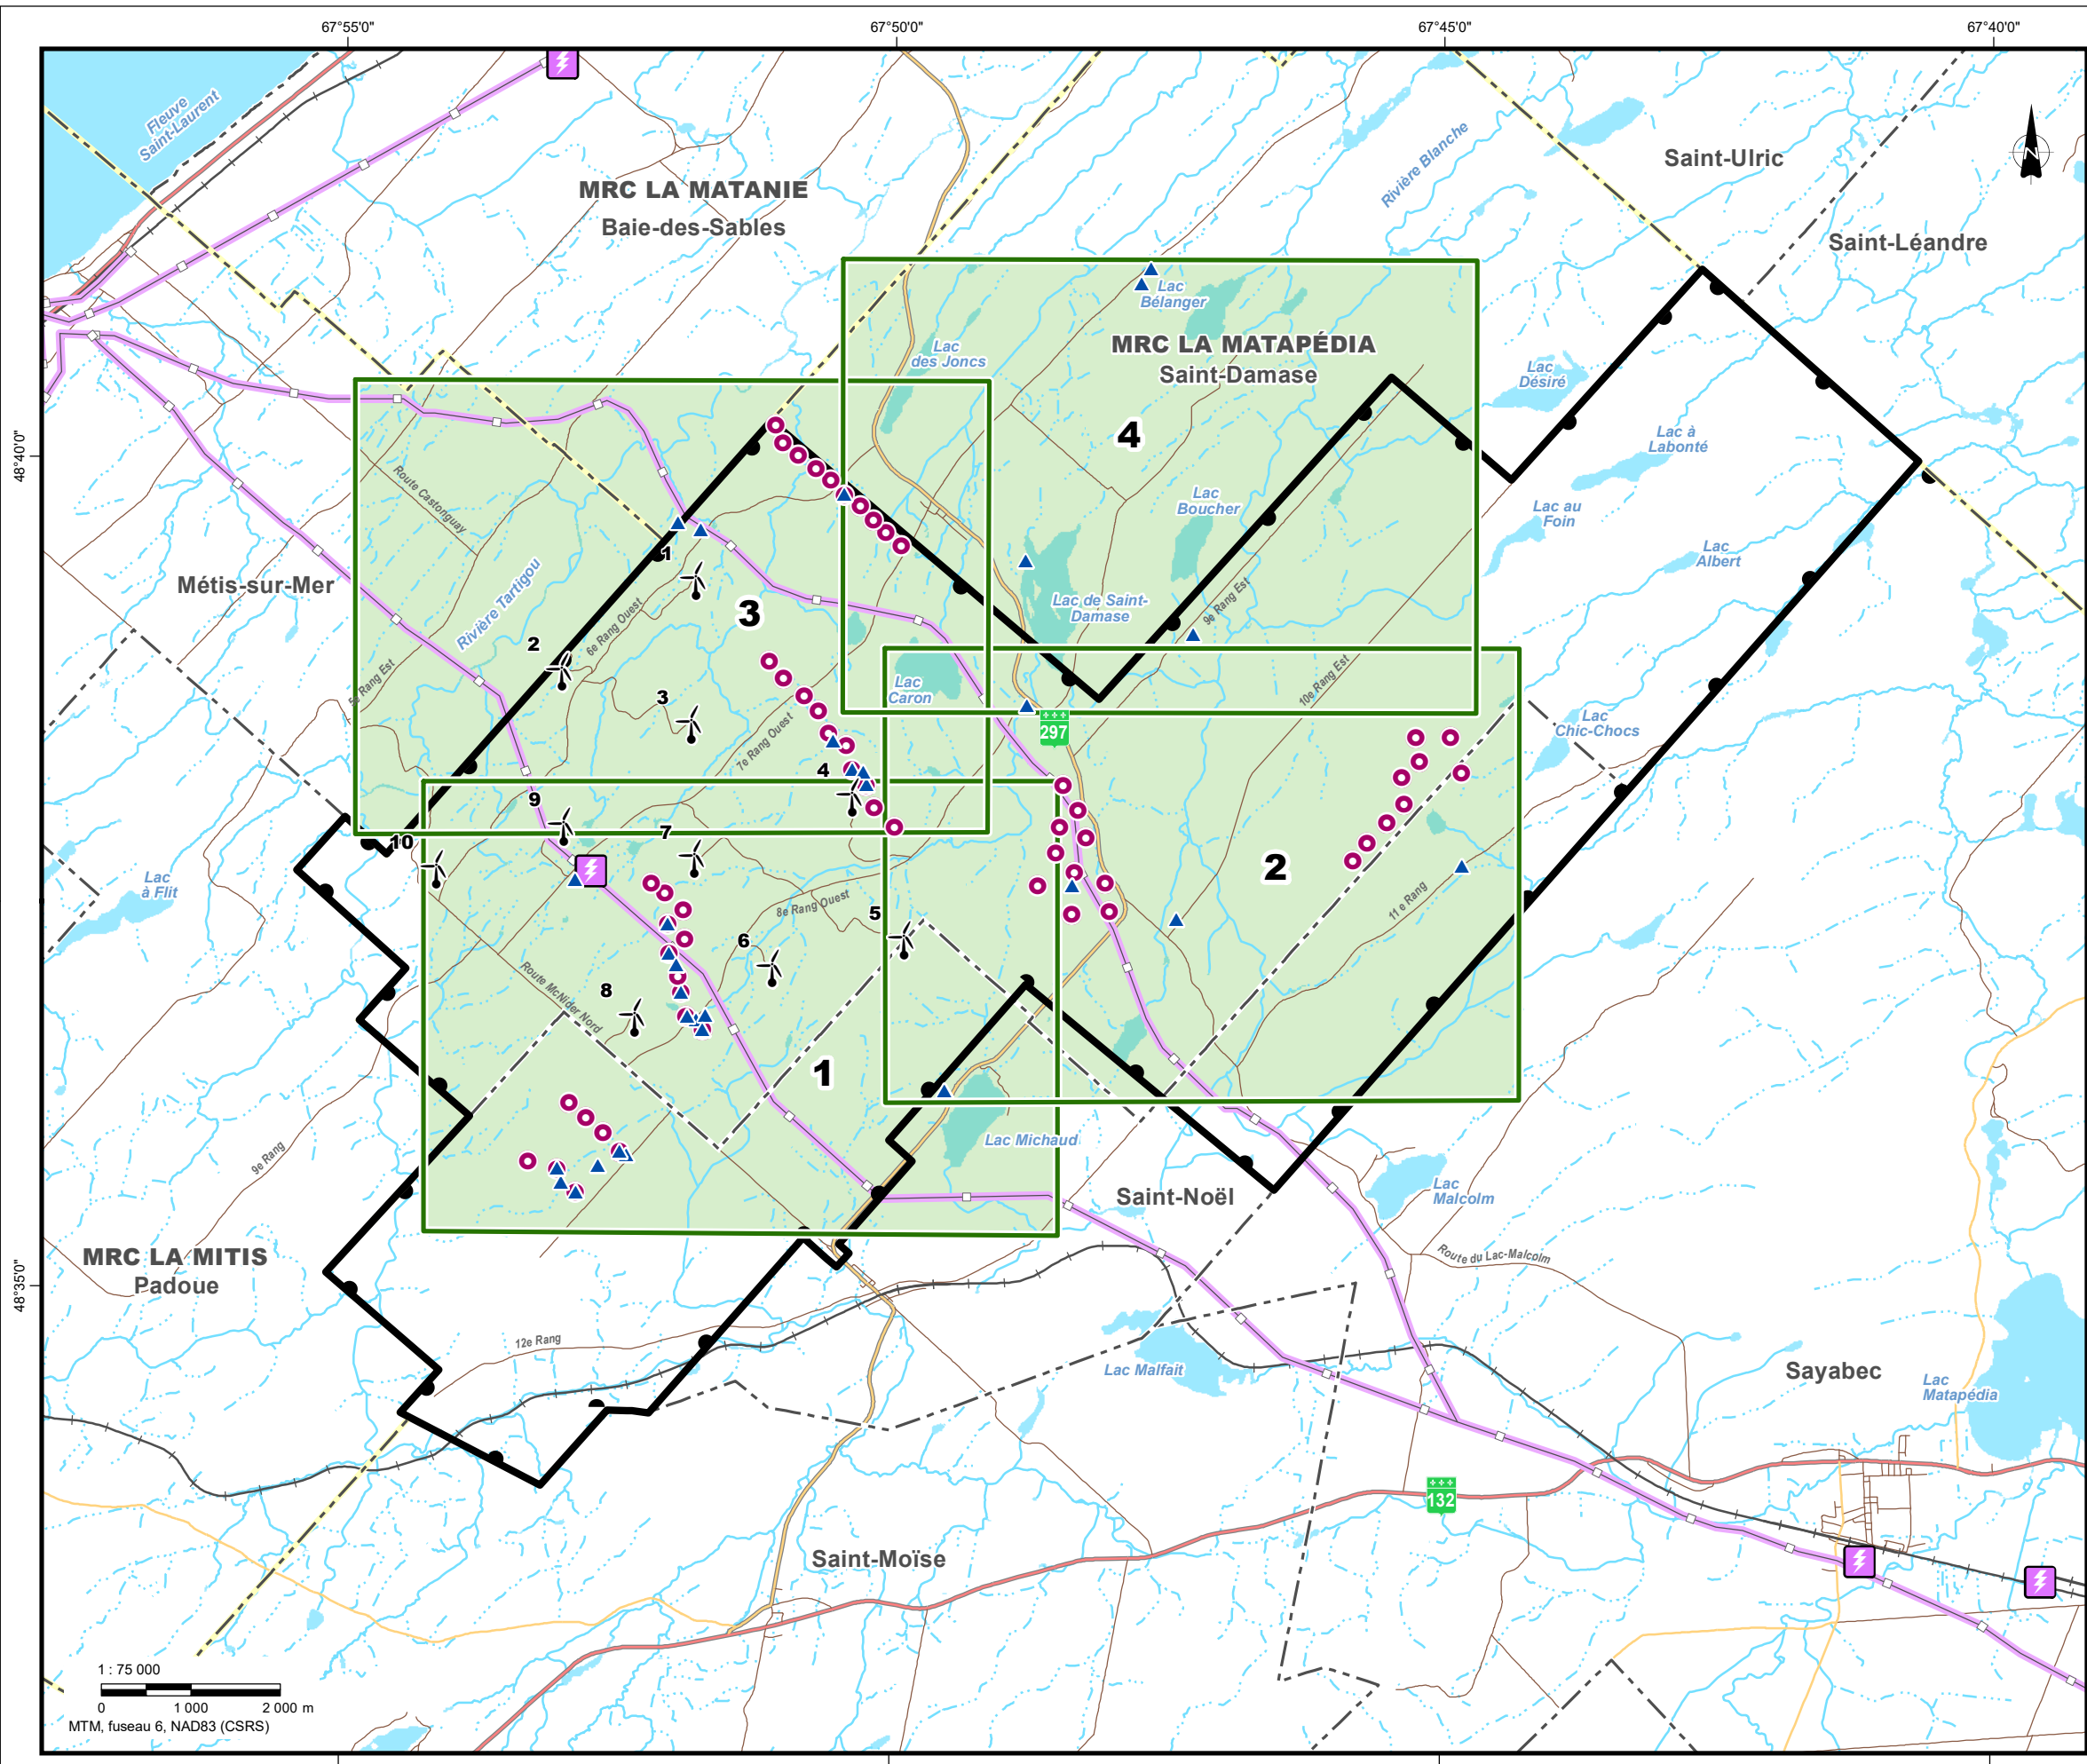 67°55'0"
67°50'0"
67°45'0"
67°40'0"
Fleuve
Saint-Laurent
MRC LA MATANIE
Baie-des-Sables
Rivière Blanche
Saint-Ulric
Saint-Léandre
N
Lac
Bélanger
Lac
des Joncs
MRC LA MATAPÉDIA
Saint-Damase
Lac
Désiré
4
Lac à
Labonté
48°40'0"
Route Castonguay
Lac
Boucher
Lac au
Foin
Lac
Albert
1
Métis-sur-Mer
Rivière Tartigou
6e Rang Ouest
3
Lac de Saint-
Damase
9e Rang Est
2
5e Rang Est
3
Lac
Caron
10e Rang Est
297
Lac
Chic-Chocs
7e Rang Ouest
4
9
7
10
2
Lac
à Flit
8e Rang Ouest
5
11 e Rang
6
8
Route McNider Nord
1
9e Rang
Lac Michaud
Saint-Noël
Lac
Malcolm
MRC LA MITIS
Padoue
Route du Lac-Malcolm
48°35'0"
12e Rang
Lac Malfait
Sayabec
Lac
Matapédia
132
Saint-Moïse
1 : 75 000
0 1 000 2 000 m
MTM, fuseau 6, NAD83 (CSRS)